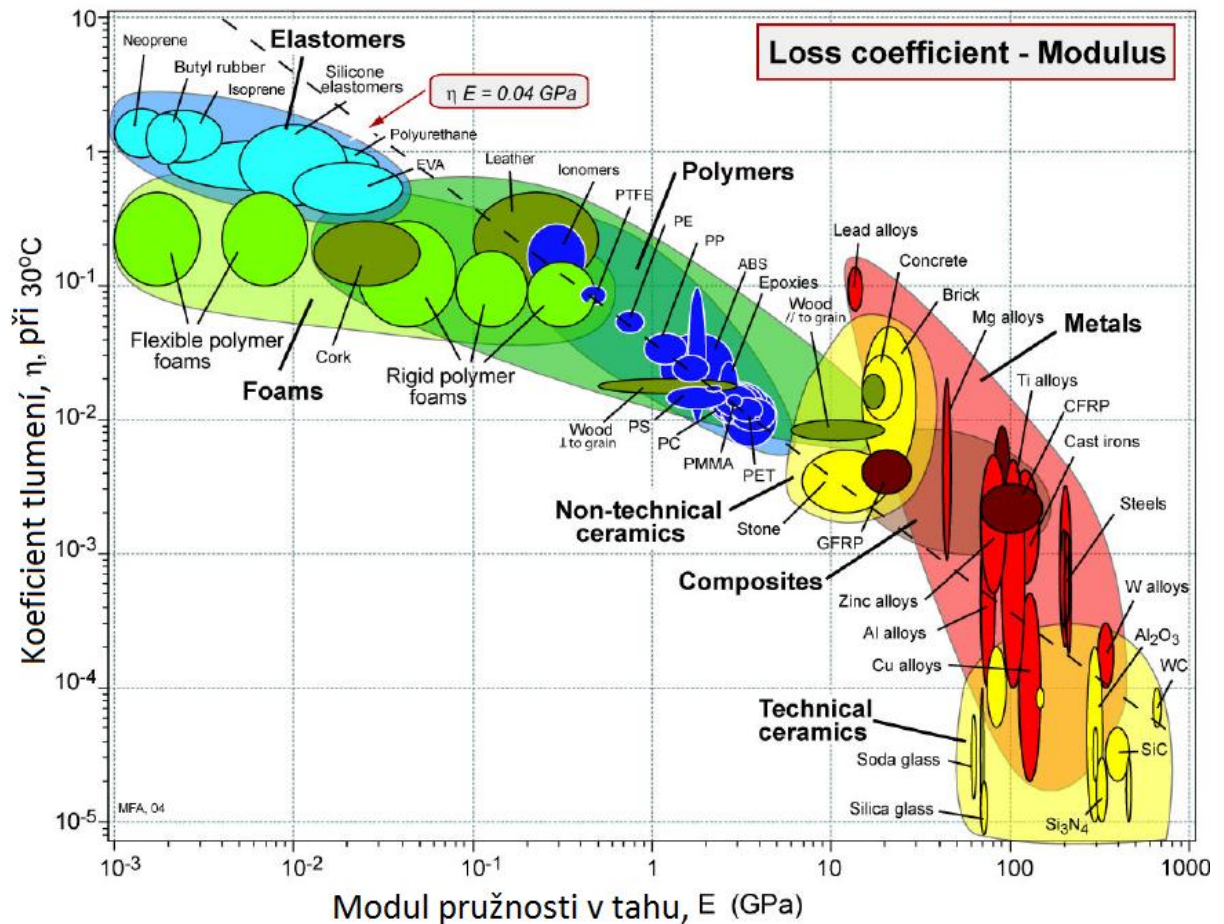 Loss coefficient - Modulus
η E = 0.04 GPa
Elastomers
Neoprene
Butyl rubber
Isoprene
Silicone
elastomers
Polyurethane
EVA
Leather
Ionomers
Polymers
PTFE
PE
PP
ABS
Epoxies
Wood
// to grain
Lead alloys
Concrete
Brick
Mg alloys
Metals
Ti alloys
CFRP
Cast irons
Steels
W alloys
Al2O3
WC
Flexible polymer
foams
Foams
Cork
Rigid polymer
foams
Wood
⊥ to grain
PS
PC
PMMA
PET
Non-technical
ceramics
Stone
GFRP
Composites
Zinc alloys
Al alloys
Cu alloys
Technical
ceramics
Soda glass
Silica glass
SiC
Si3N4
MFA, 04
10
1
10-1
10-2
10-3
10-4
10-5
Koeficient tlumení, η, při 30oC
10-3
10-2
10-1
1
10
100
1000
Modul pružnosti v tahu, E (GPa)